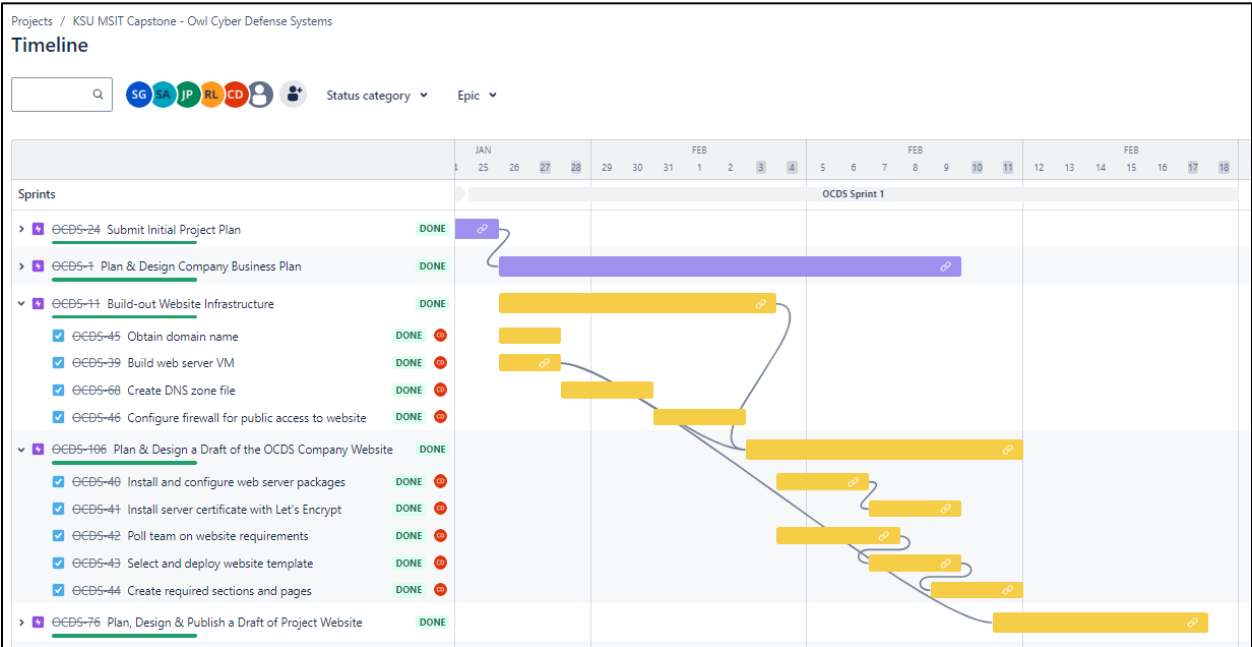 Projects / KSU MSIT Capstone - Owl Cyber Defense Systems
Timeline
SG SA JP RL CD Status category Epic
JAN FEB FEB FEB
4 25 26 27 28 29 30 31 1 2 3 4 5 6 7 8 9 10 11 12 13 14 15 16 17 18
Sprints OCDS Sprint 1
OCDS-24 Submit Initial Project Plan DONE
OCDS-1 Plan & Design Company Business Plan DONE
OCDS-11 Build-out Website Infrastructure DONE
OCDS-45 Obtain domain name DONE CD
OCDS-39 Build web server VM DONE CD
OCDS-68 Create DNS zone file DONE CD
OCDS-46 Configure firewall for public access to website DONE CD
OCDS-106 Plan & Design a Draft of the OCDS Company Website DONE
OCDS-40 Install and configure web server packages DONE CD
OCDS-41 Install server certificate with Let's Encrypt DONE CD
OCDS-42 Poll team on website requirements DONE CD
OCDS-43 Select and deploy website template DONE CD
OCDS-44 Create required sections and pages DONE CD
OCDS-76 Plan, Design & Publish a Draft of Project Website DONE